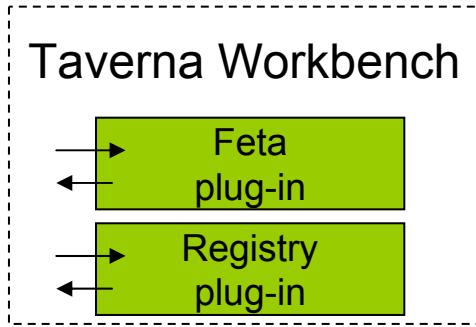 Taverna Workbench
Feta
plug-in
Registry
plug-in